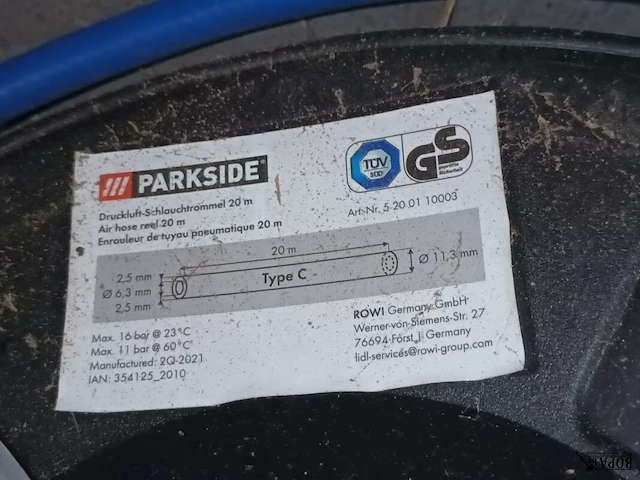 PARKSIDE
TÜV
SÜD
GS
geprüfte
Sicherheit
Druckluft-Schlauchtrommel 20 m
Air hose reel 20 m
Enrouleur de tuyau pneumatique 20 m
Art.-Nr. 5 20 01 10003
20 m
2,5 mm
Ø 6,3 mm
2,5 mm
Type C
Ø 11,3 mm
Max. 16 bar @ 23°C
Max. 11 bar @ 60°C
Manufactured: 2Q-2021
IAN: 354125_2010
ROWI Germany GmbH
Werner-von-Siemens-Str. 27
76694 Forst | Germany
lidl-services@rowi-group.com